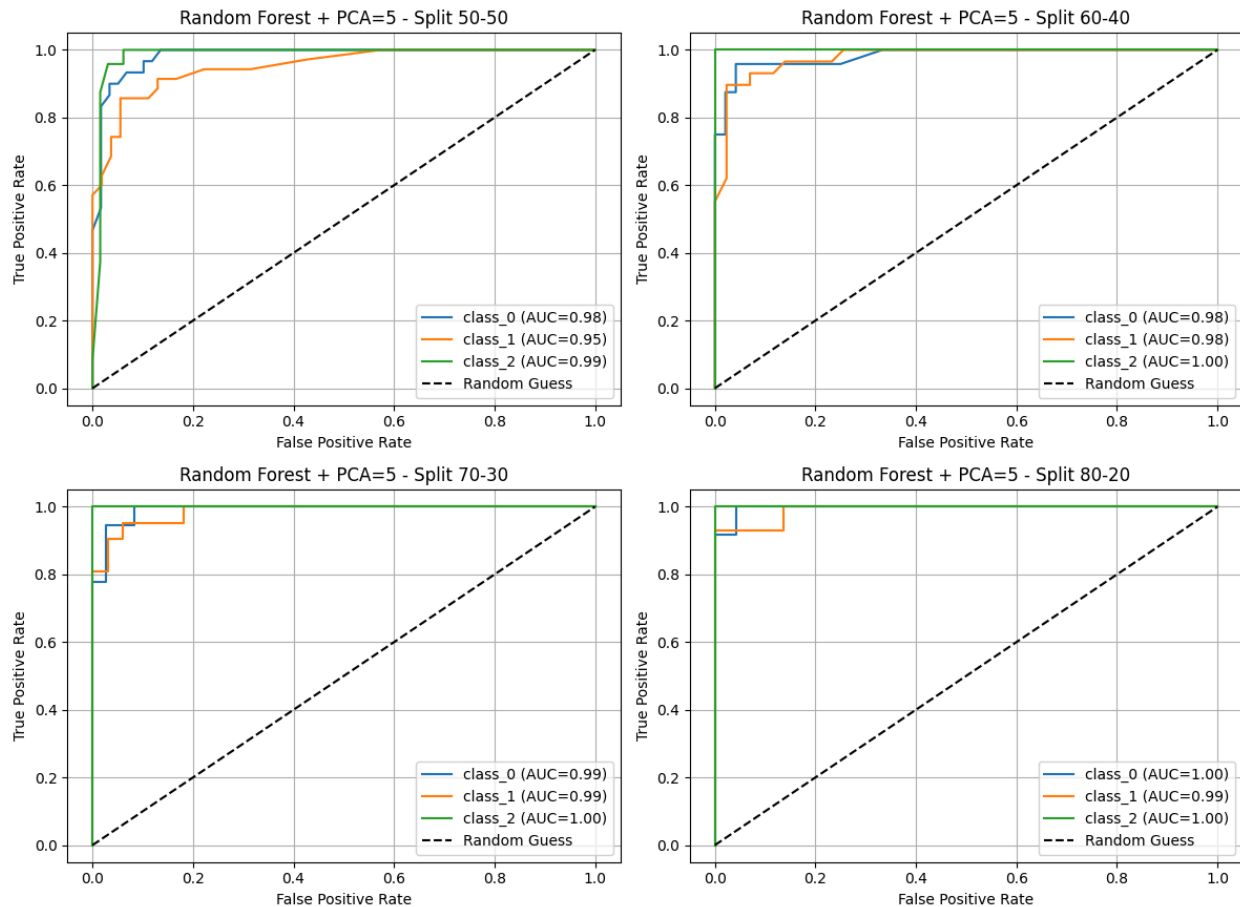 Random Forest + PCA=5 - Split 50-50
True Positive Rate
1.0
0.8
0.6
0.4
0.2
0.0
class_0 (AUC=0.98)
class_1 (AUC=0.95)
class_2 (AUC=0.99)
Random Guess
0.0 0.2 0.4 0.6 0.8 1.0
False Positive Rate
Random Forest + PCA=5 - Split 60-40
True Positive Rate
1.0
0.8
0.6
0.4
0.2
0.0
class_0 (AUC=0.98)
class_1 (AUC=0.98)
class_2 (AUC=1.00)
Random Guess
0.0 0.2 0.4 0.6 0.8 1.0
False Positive Rate
Random Forest + PCA=5 - Split 70-30
True Positive Rate
1.0
0.8
0.6
0.4
0.2
0.0
class_0 (AUC=0.99)
class_1 (AUC=0.99)
class_2 (AUC=1.00)
Random Guess
0.0 0.2 0.4 0.6 0.8 1.0
False Positive Rate
Random Forest + PCA=5 - Split 80-20
True Positive Rate
1.0
0.8
0.6
0.4
0.2
0.0
class_0 (AUC=1.00)
class_1 (AUC=0.99)
class_2 (AUC=1.00)
Random Guess
0.0 0.2 0.4 0.6 0.8 1.0
False Positive Rate